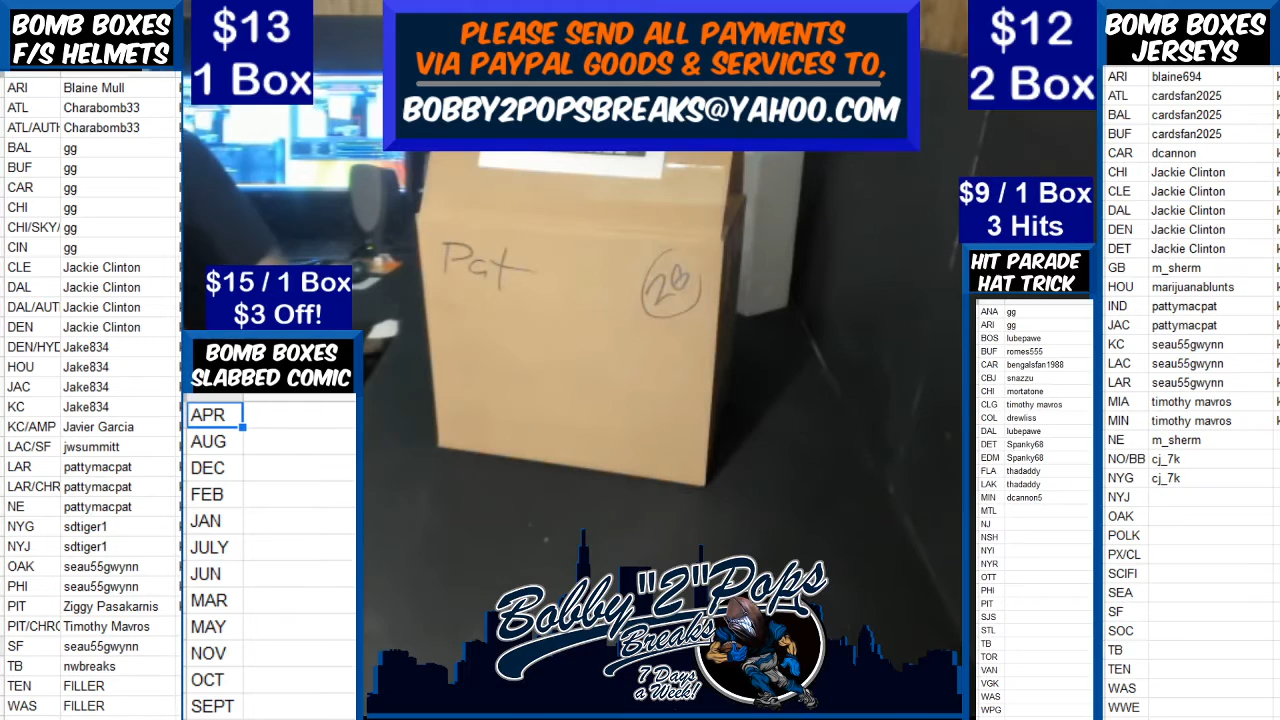 BOMB BOXES
F/S HELMETS
ARI Blaine Mull
ATL Charabomb33
ATL/AUTH Charabomb33
BAL gg
BUF gg
CAR gg
CHI gg
CHI/SKY/ gg
CIN gg
CLE Jackie Clinton
DAL Jackie Clinton
DAL/AUT Jackie Clinton
DEN Jackie Clinton
DEN/HYD Jake834
HOU Jake834
JAC Jake834
KC Jake834
KC/AMP Javier Garcia
LAC/SF jwsummitt
LAR pattymacpat
LAR/CHR pattymacpat
NE pattymacpat
NYG sdtiger1
NYJ sdtiger1
OAK seau55gwynn
PHI seau55gwynn
PIT Ziggy Pasakarnis
PIT/CHRO Timothy Mavros
SF seau55gwynn
TB nwbreaks
TEN FILLER
WAS FILLER
$13
1 Box
$15 / 1 Box
$3 Off!
BOMB BOXES
SLABBED COMIC
APR
AUG
DEC
FEB
JAN
JULY
JUN
MAR
MAY
NOV
OCT
SEPT
PLEASE SEND ALL PAYMENTS
VIA PAYPAL GOODS & SERVICES TO,
BOBBY2POPSBREAKS@YAHOO.COM
Pat 28
Bobby "2" Pops
Breaks
7 Days
a Week!
$12
2 Box
$9 / 1 Box
3 Hits
HIT PARADE
HAT TRICK
ANA gg
ARI gg
BOS lubepawe
BUF romes555
CAR bengalsfan1988
CBJ snazzu
CHI mortatone
CLG timothy mavros
COL drewliss
DAL lubepawe
DET Spanky68
EDM Spanky68
FLA thadaddy
LAK thadaddy
MIN dcannon5
MTL
NJ
NSH
NYI
NYR
OTT
PHI
PIT
SJS
STL
TB
TOR
VAN
VGK
WAS
WPG
BOMB BOXES
JERSEYS
ARI blaine694
ATL cardsfan2025
BAL cardsfan2025
BUF cardsfan2025
CAR dcannon
CHI Jackie Clinton
CLE Jackie Clinton
DAL Jackie Clinton
DEN Jackie Clinton
DET Jackie Clinton
GB m_sherm
HOU marijuanablunts
IND pattymacpat
JAC pattymacpat
KC seau55gwynn
LAC seau55gwynn
LAR seau55gwynn
MIA timothy mavros
MIN timothy mavros
NE m_sherm
NO/BB cj_7k
NYG cj_7k
NYJ
OAK
POLK
PX/CL
SCIFI
SEA
SF
SOC
TB
TEN
WAS
WWE